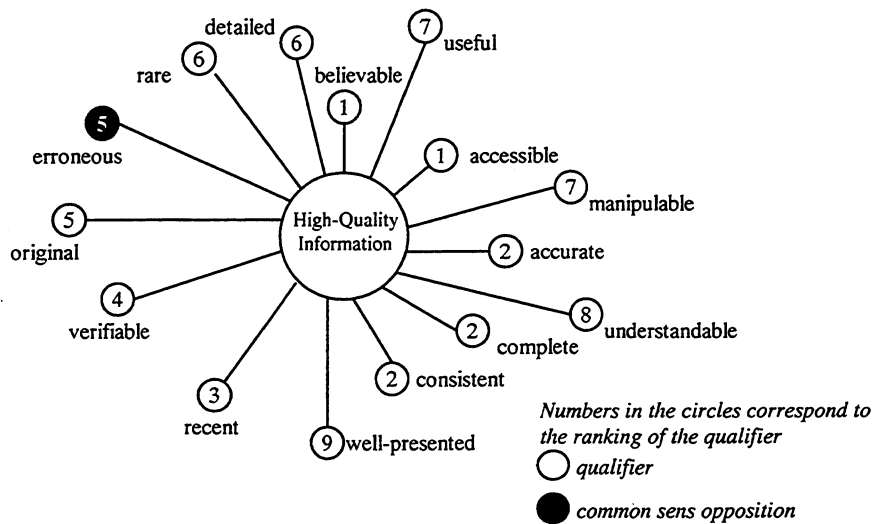 7
useful
detailed
6
6
rare
believable
1
5
erroneous
1
accessible
7
manipulable
5
original
High-Quality
Information
2
accurate
4
verifiable
8
understandable
2
complete
2
consistent
3
recent
9
well-presented
Numbers in the circles correspond to
the ranking of the qualifier
qualifier
common sens opposition